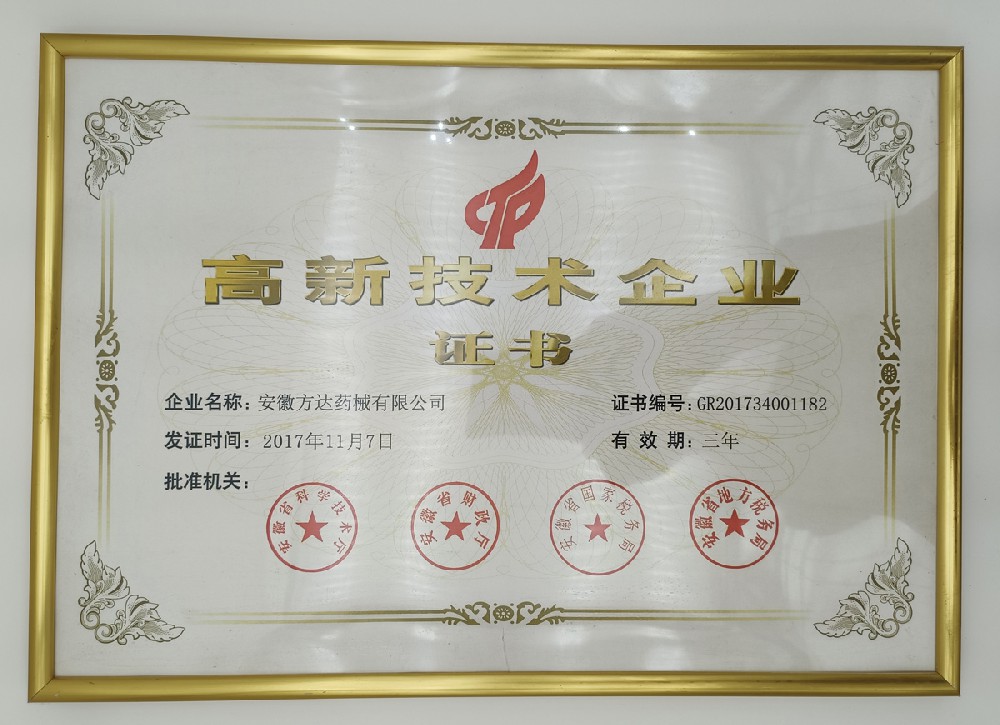 高新技术企业
证书
企业名称：安徽方达药械有限公司
证书编号：GR201734001182
发证时间：2017年11月7日
有效期：三年
批准机关：
安徽省科学技术厅
安徽省财政厅
安徽省国家税务局
安徽省地方税务局